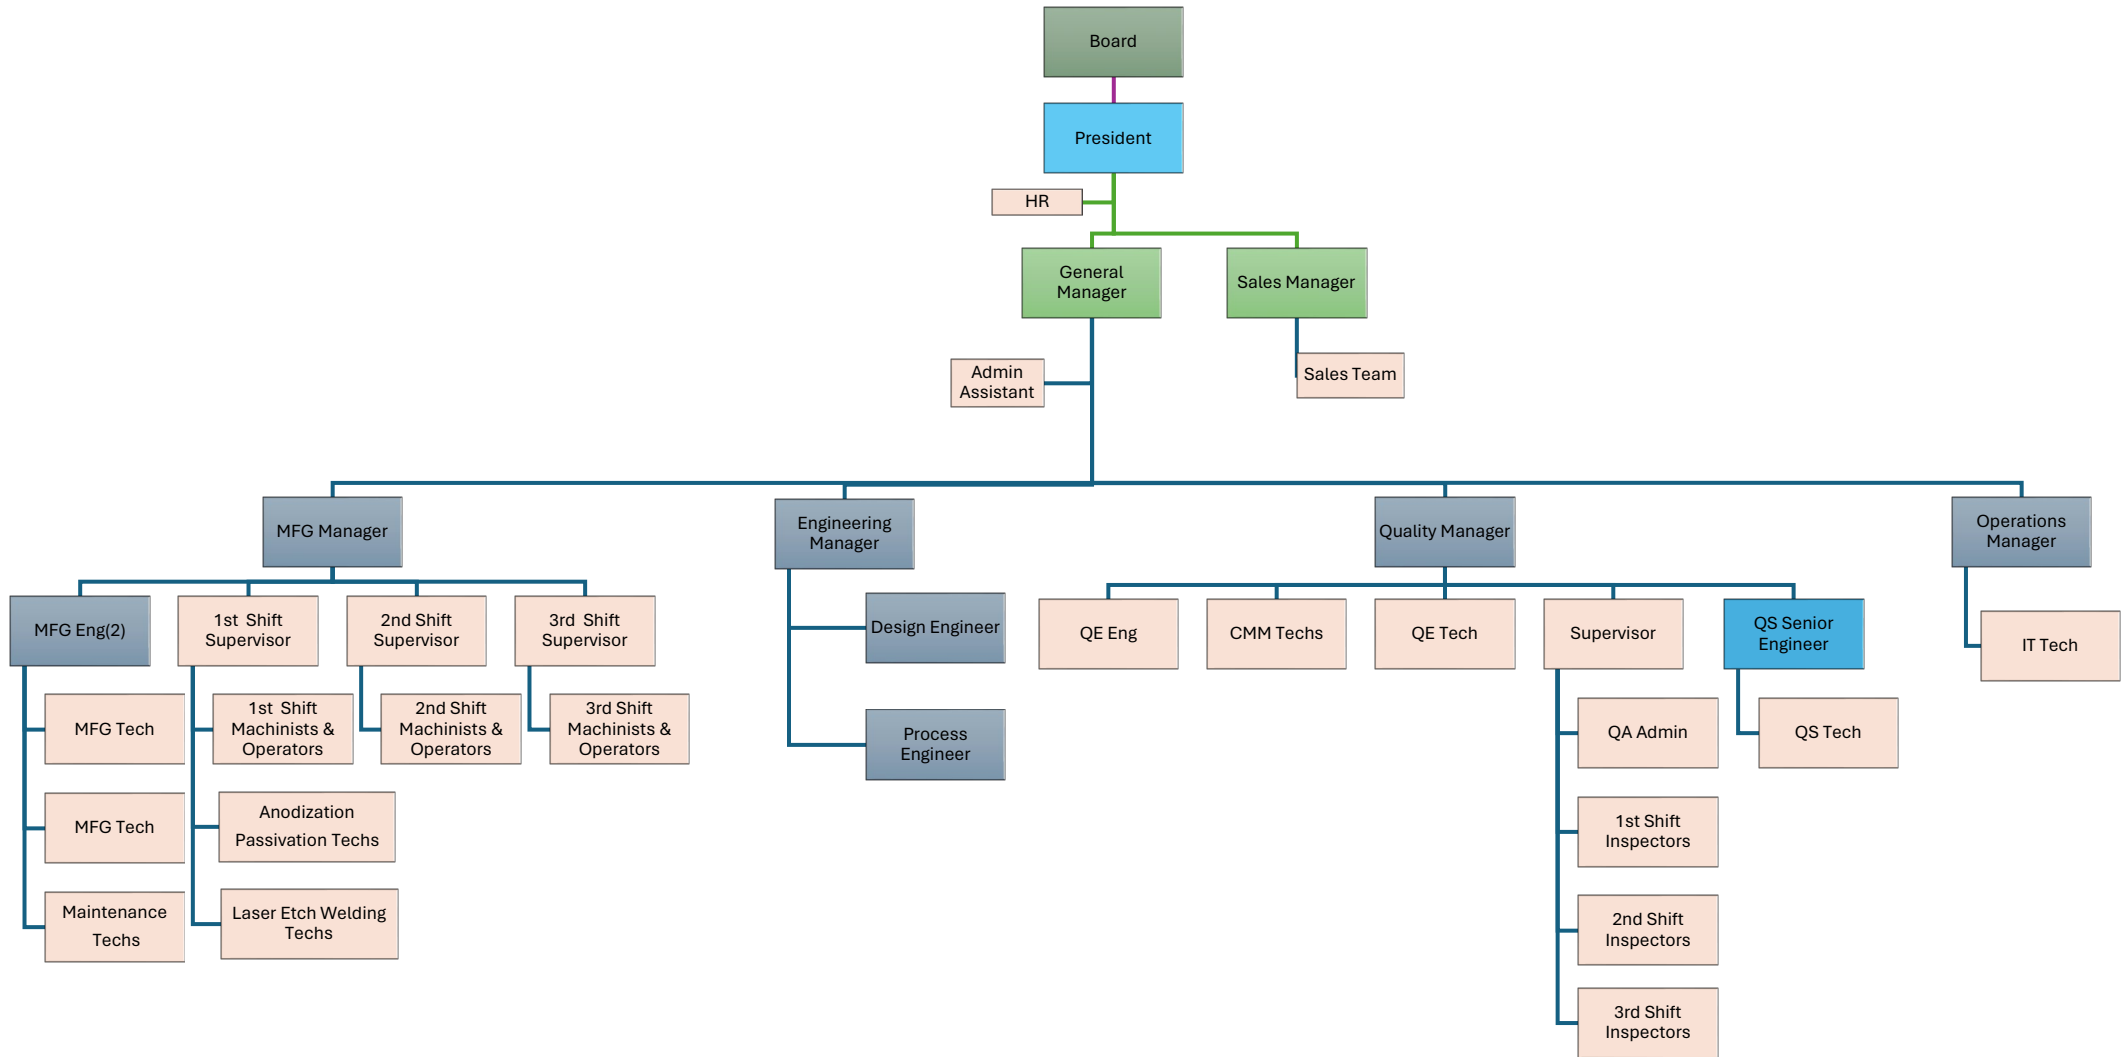 Board
President
HR
General
Manager
Sales Manager
Admin
Assistant
Sales Team
MFG Manager
Engineering
Manager
Quality Manager
Operations
Manager
MFG Eng(2)
1st  Shift
Supervisor
2nd Shift
Supervisor
3rd  Shift
Supervisor
Design Engineer
QE Eng
CMM Techs
QE Tech
Supervisor
QS Senior
Engineer
IT Tech
MFG Tech
1st  Shift
Machinists &
Operators
2nd Shift
Machinists &
Operators
3rd Shift
Machinists &
Operators
Process
Engineer
QA Admin
QS Tech
MFG Tech
Anodization
Passivation Techs
1st Shift
Inspectors
Maintenance
Techs
Laser Etch Welding
Techs
2nd Shift
Inspectors
3rd Shift
Inspectors